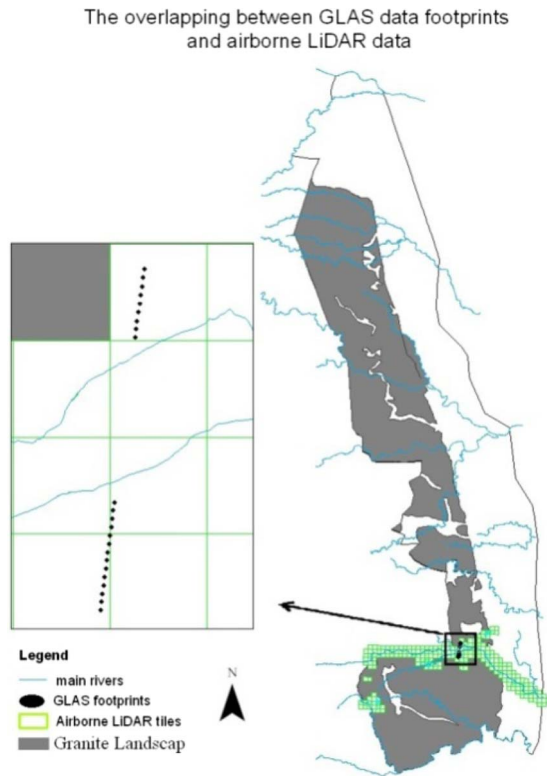 The overlapping between GLAS data footprints
and airborne LiDAR data
Legend
main rivers
GLAS footprints
Airborne LiDAR tiles
Granite Landscap
N